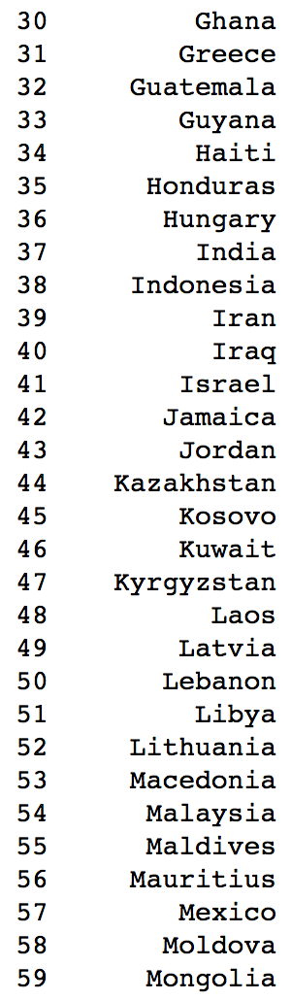 30 Ghana
31 Greece
32 Guatemala
33 Guyana
34 Haiti
35 Honduras
36 Hungary
37 India
38 Indonesia
39 Iran
40 Iraq
41 Israel
42 Jamaica
43 Jordan
44 Kazakhstan
45 Kosovo
46 Kuwait
47 Kyrgyzstan
48 Laos
49 Latvia
50 Lebanon
51 Libya
52 Lithuania
53 Macedonia
54 Malaysia
55 Maldives
56 Mauritius
57 Mexico
58 Moldova
59 Mongolia